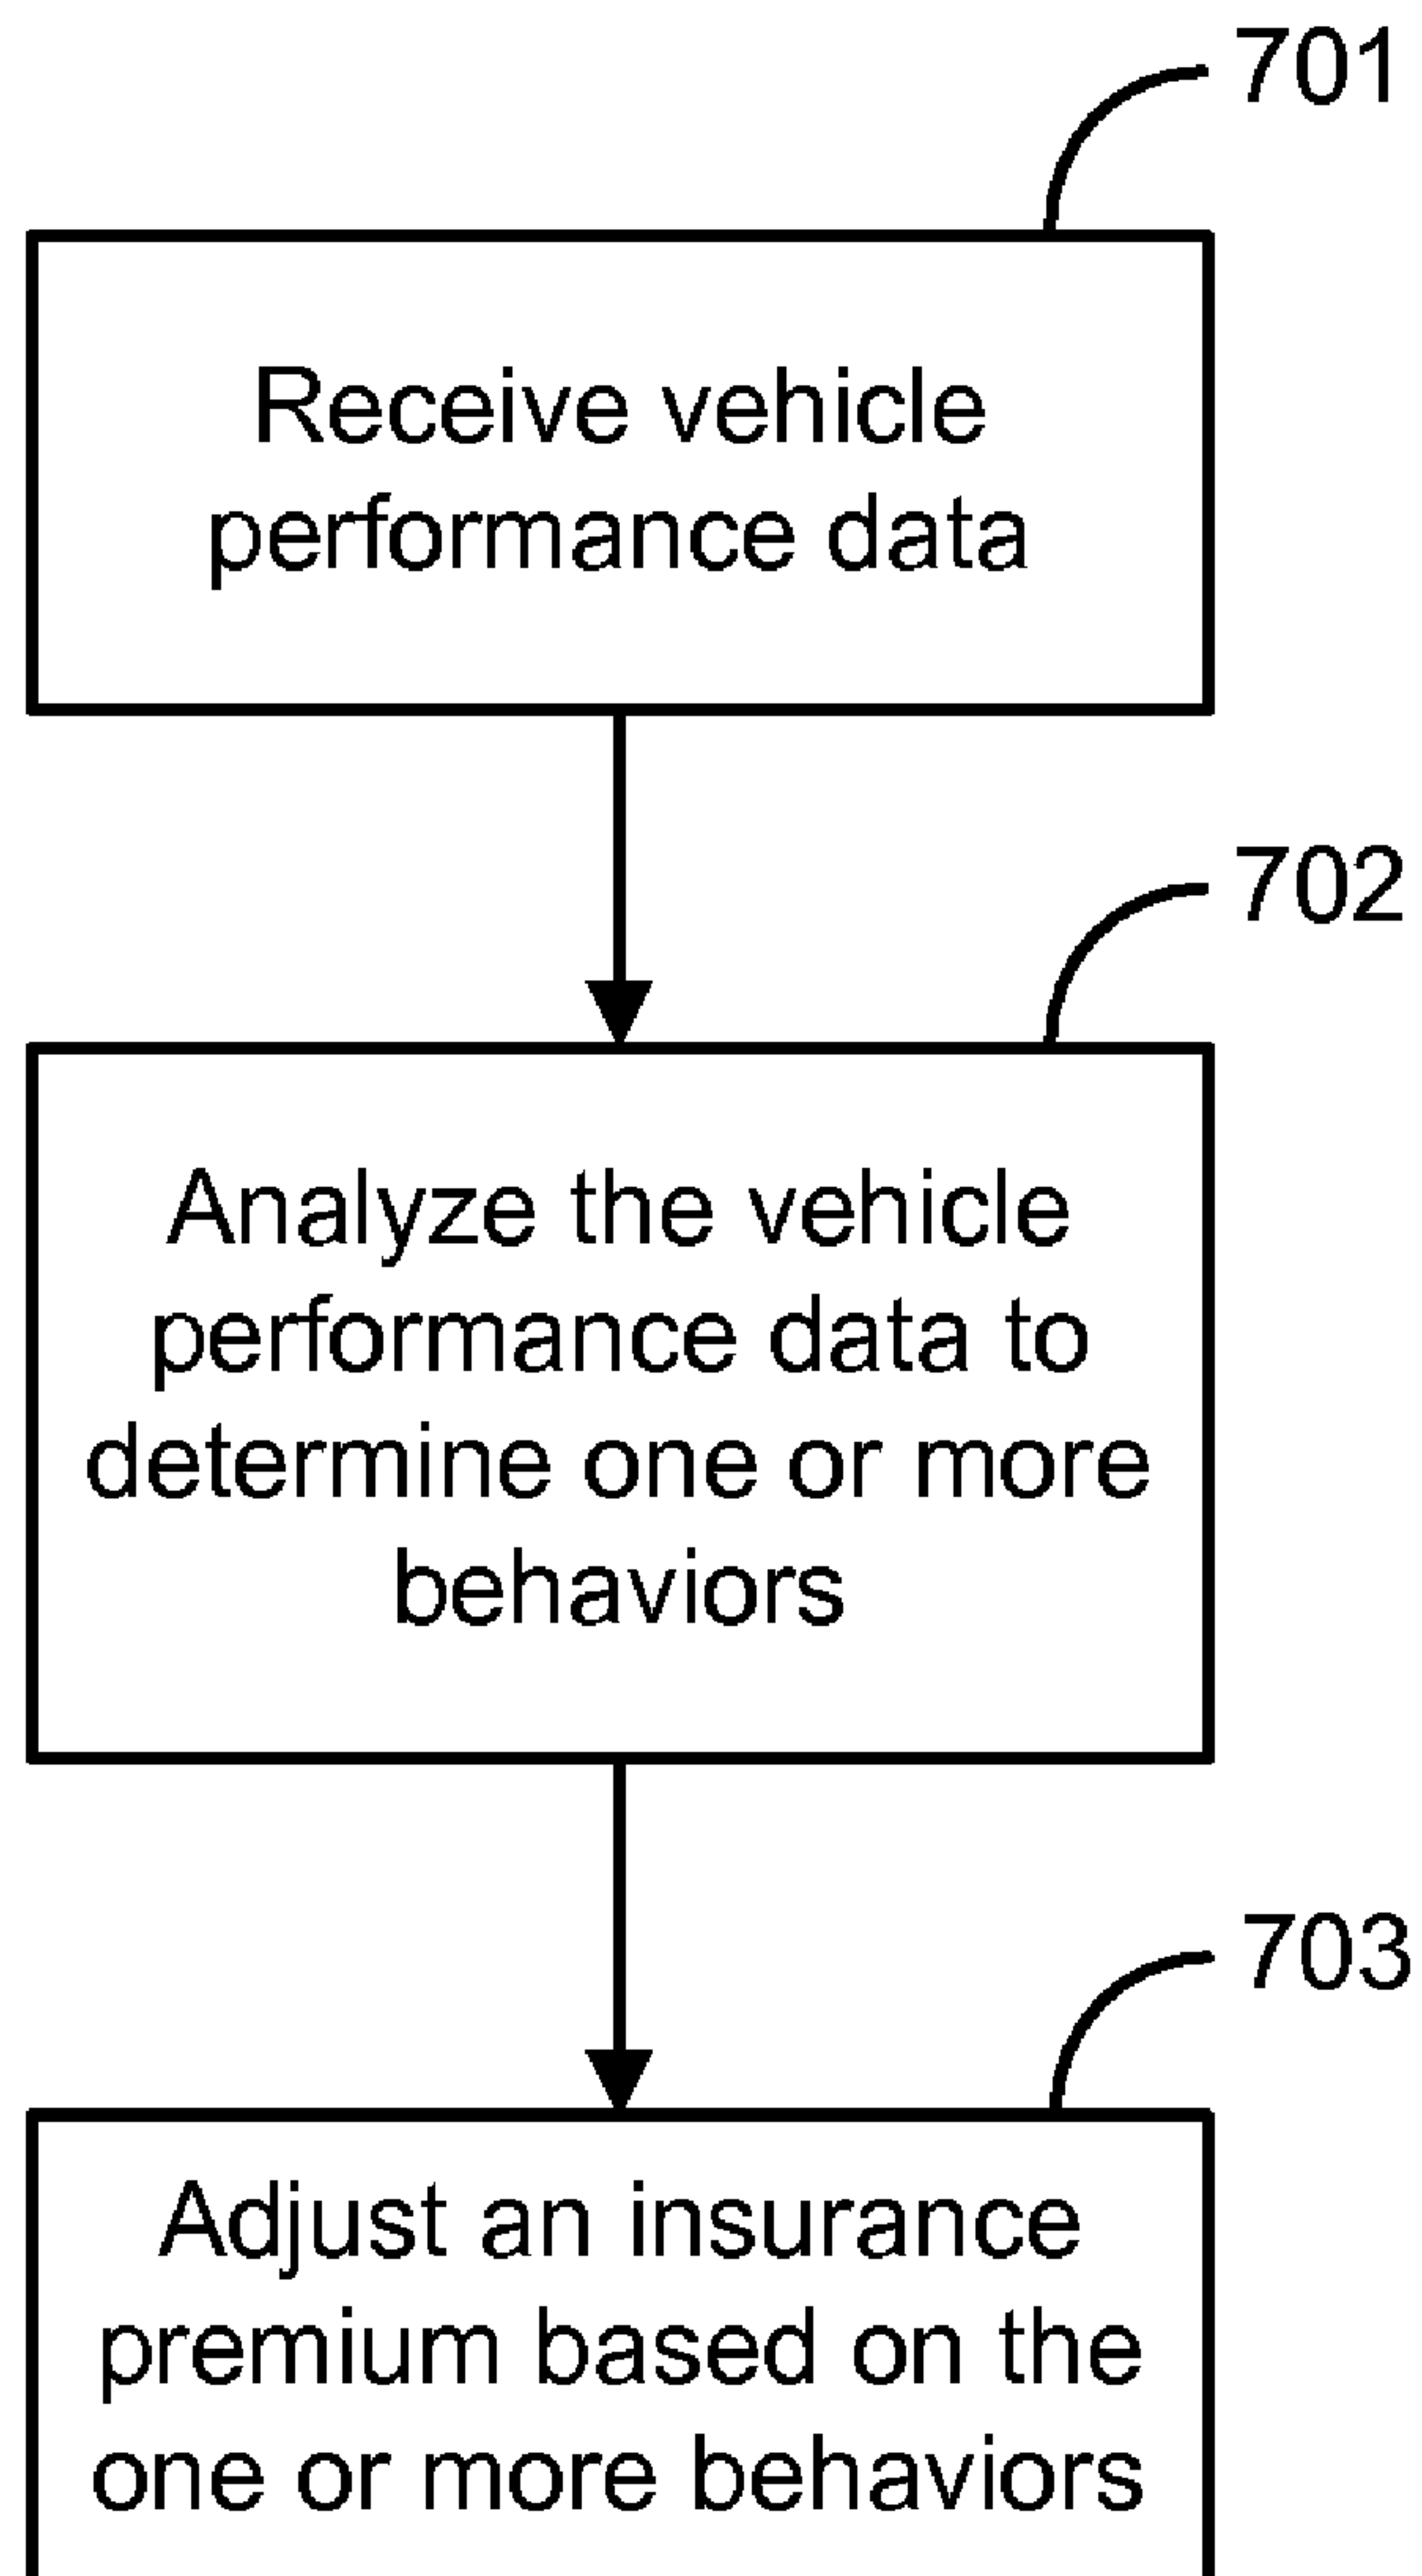 701
Receive vehicle
performance data
702
Analyze the vehicle
performance data to
determine one or more
behaviors
703
Adjust an insurance
premium based on the
one or more behaviors